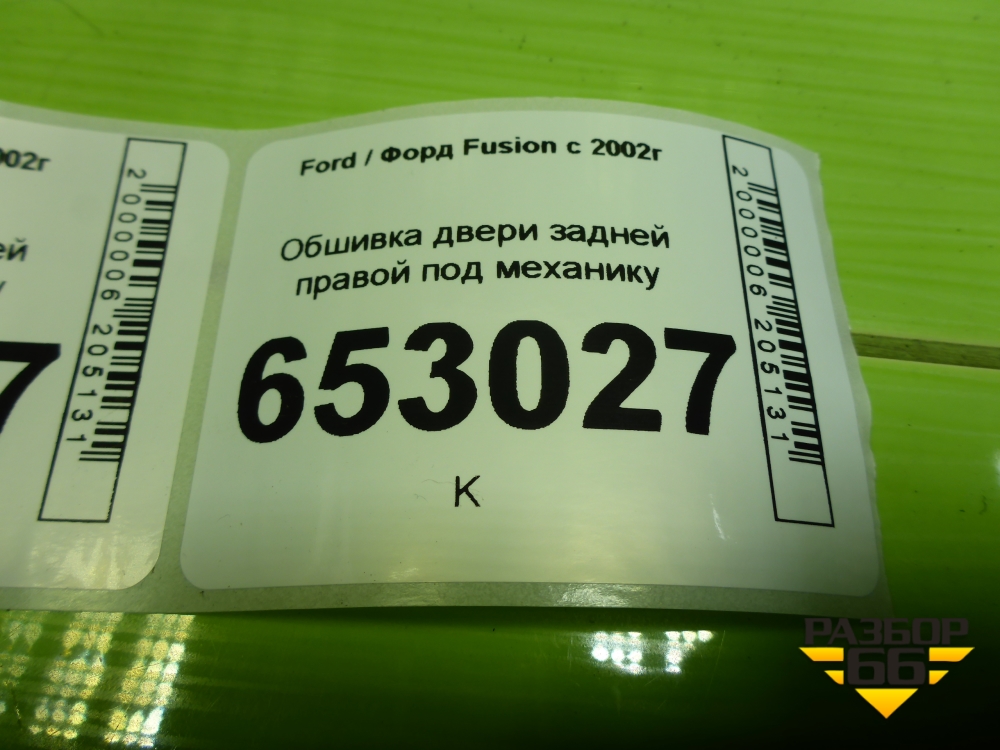 002г
ей
7
2000006205131
Ford / Форд Fusion с 2002г
Обшивка двери задней
правой под механику
653027
К
2000006205131
РАЗБОР
66